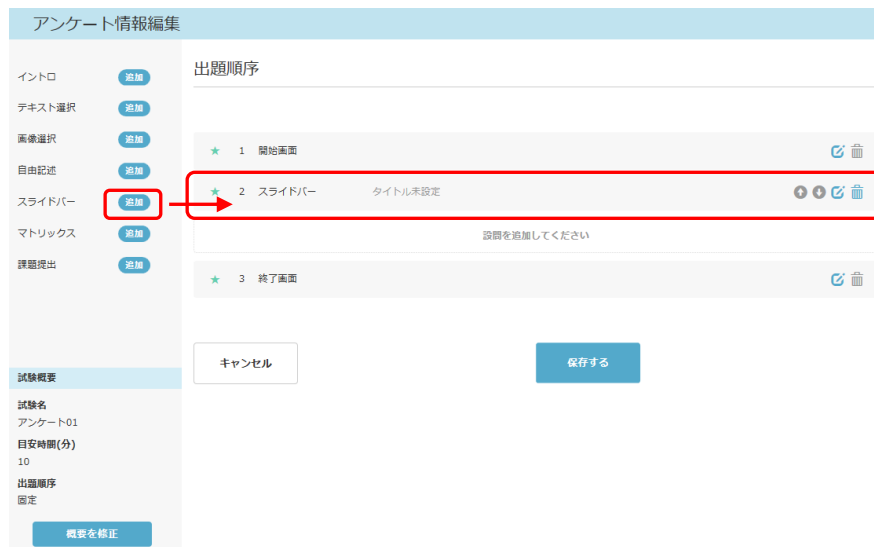 アンケート情報編集
イントロ 追加
テキスト選択 追加
画像選択 追加
自由記述 追加
スライドバー 追加
マトリックス 追加
課題提出 追加
試験概要
試験名
アンケート01
目安時間(分)
10
出題順序
固定
概要を修正
出題順序
★ 1 開始画面
★ 2 スライドバー タイトル未設定
設問を追加してください
★ 3 終了画面
キャンセル 保存する